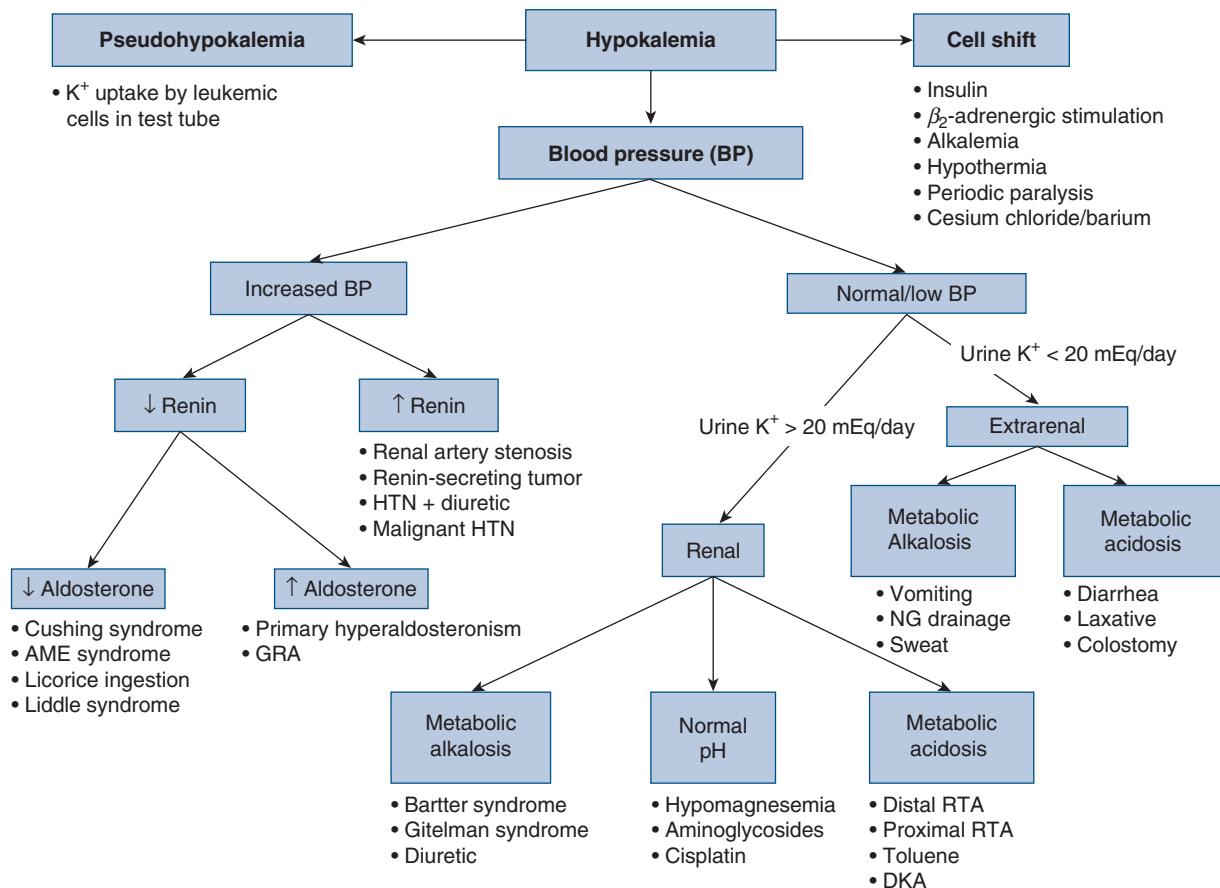 Pseudohypokalemia
Hypokalemia
Cell shift
• K⁺ uptake by leukemic
cells in test tube
• Insulin
• β₂-adrenergic stimulation
• Alkalemia
• Hypothermia
• Periodic paralysis
• Cesium chloride/barium
Blood pressure (BP)
Increased BP
Normal/low BP
Urine K⁺ < 20 mEq/day
Urine K⁺ > 20 mEq/day
↓ Renin
↑ Renin
• Renal artery stenosis
• Renin-secreting tumor
• HTN + diuretic
• Malignant HTN
Extrarenal
Renal
Metabolic
Alkalosis
• Vomiting
• NG drainage
• Sweat
Metabolic
acidosis
• Diarrhea
• Laxative
• Colostomy
↓ Aldosterone
• Cushing syndrome
• AME syndrome
• Licorice ingestion
• Liddle syndrome
↑ Aldosterone
• Primary hyperaldosteronism
• GRA
Metabolic
alkalosis
• Bartter syndrome
• Gitelman syndrome
• Diuretic
Normal
pH
• Hypomagnesemia
• Aminoglycosides
• Cisplatin
Metabolic
acidosis
• Distal RTA
• Proximal RTA
• Toluene
• DKA